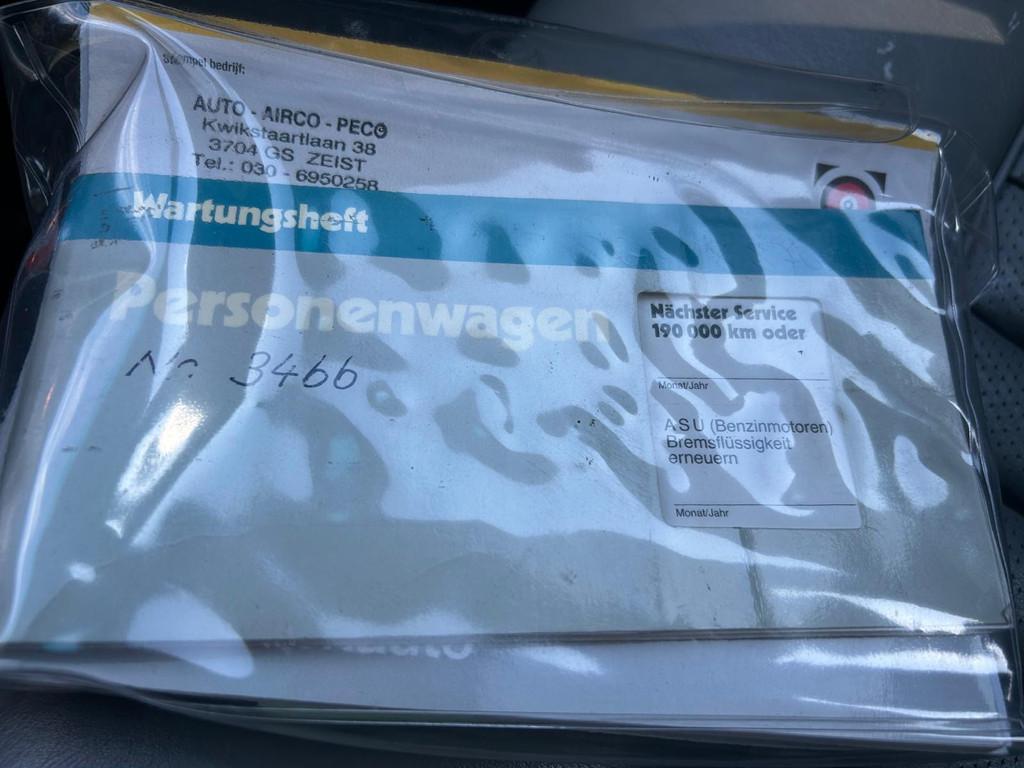 Stempel bedrijf:
AUTO - AIRCO - PECO
Kwikstaartlaan 38
3704 GS ZEIST
Tel.: 030 - 6950258
Wartungsheft
Personenwagen
Nr. 3466
Nächster Service
190 000 km oder
Monat/Jahr
A S U (Benzinmotoren)
Bremsflüssigkeit
erneuern
Monat/Jahr